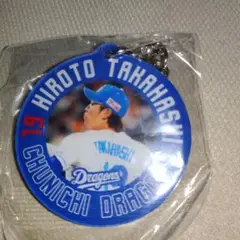 19 HIROTO TAKAHASHI
TAKAHASHI
Dragons
CHUNICHI DRAGONS